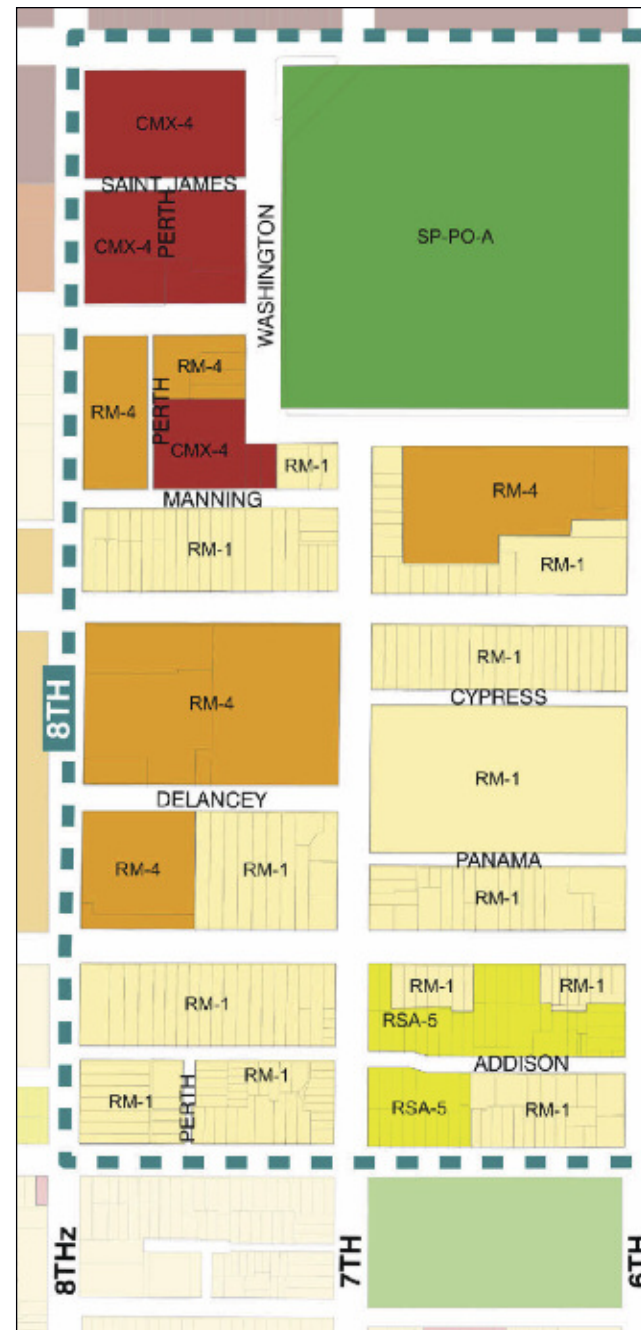 CMX-4
SAINT JAMES
PERTH
CMX-4
WASHINGTON
SP-PO-A
RM-4
RM-4
PERTH
CMX-4
RM-1
MANNING
RM-4
RM-1
RM-1
RM-1
CYPRESS
8TH
RM-4
RM-1
DELANCEY
PANAMA
RM-4
RM-1
RM-1
RM-1
RM-1
RM-1
RSA-5
ADDISON
RM-1
RM-1
PERTH
RSA-5
RM-1
8THz
7TH
6TH